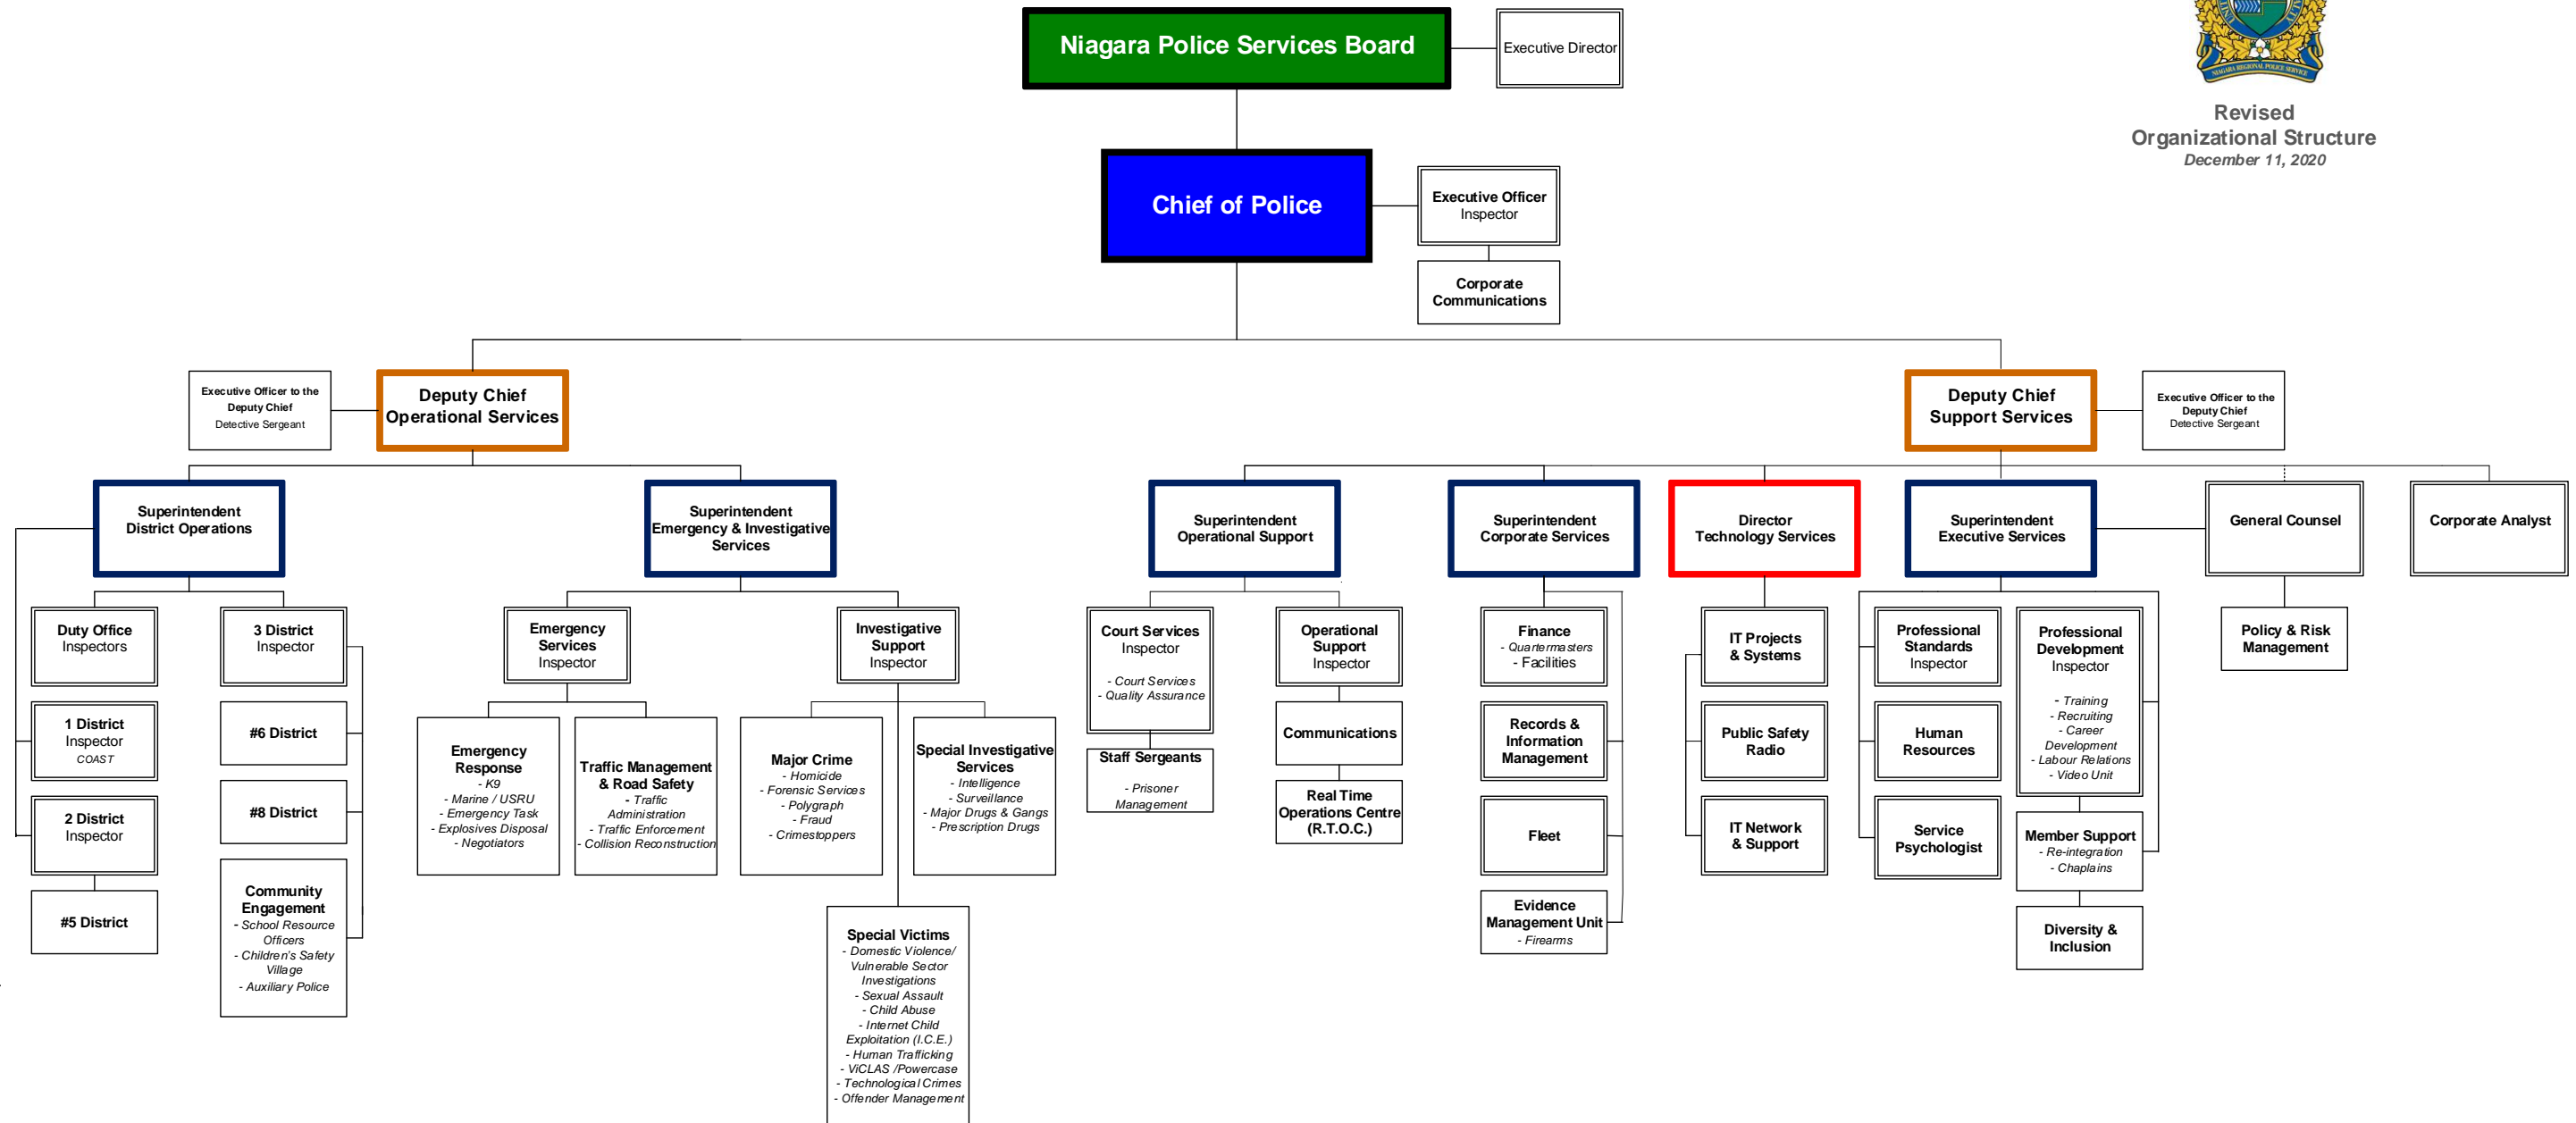 Niagara Police Services Board
Executive Director
NIAGARA REGIONAL POLICE SERVICE
Revised
Organizational Structure
December 11, 2020
Chief of Police
Executive Officer
Inspector
Corporate
Communications
Executive Officer to the
Deputy Chief
Detective Sergeant
Deputy Chief
Operational Services
Deputy Chief
Support Services
Executive Officer to the
Deputy Chief
Detective Sergeant
Superintendent
District Operations
Superintendent
Emergency & Investigative
Services
Superintendent
Operational Support
Superintendent
Corporate Services
Director
Technology Services
Superintendent
Executive Services
General Counsel
Corporate Analyst
Duty Office
Inspectors
1 District
Inspector
COAST
2 District
Inspector
#5 District
3 District
Inspector
#6 District
#8 District
Community
Engagement
- School Resource
Officers
- Children's Safety
Village
- Auxiliary Police
Emergency
Services
Inspector
Emergency
Response
- K9
- Marine / USRU
- Emergency Task
- Explosives Disposal
- Negotiators
Traffic Management
& Road Safety
- Traffic
Administration
- Traffic Enforcement
- Collision Reconstruction
Investigative
Support
Inspector
Major Crime
- Homicide
- Forensic Services
- Polygraph
- Fraud
- Crimestoppers
Special Investigative
Services
- Intelligence
- Surveillance
- Major Drugs & Gangs
- Prescription Drugs
Special Victims
- Domestic Violence/
Vulnerable Sector
Investigations
- Sexual Assault
- Child Abuse
- Internet Child
Exploitation (I.C.E.)
- Human Trafficking
- ViCLAS /Powercase
- Technological Crimes
- Offender Management
Court Services
Inspector
- Court Services
- Quality Assurance
Staff Sergeants
- Prisoner
Management
Operational
Support
Inspector
Communications
Real Time
Operations Centre
(R.T.O.C.)
Finance
- Quartermasters
- Facilities
Records &
Information
Management
Fleet
Evidence
Management Unit
- Firearms
IT Projects
& Systems
Public Safety
Radio
IT Network
& Support
Professional
Standards
Inspector
Human
Resources
Service
Psychologist
Professional
Development
Inspector
- Training
- Recruiting
- Career
Development
- Labour Relations
- Video Unit
Member Support
- Re-integration
- Chaplains
Diversity &
Inclusion
Policy & Risk
Management